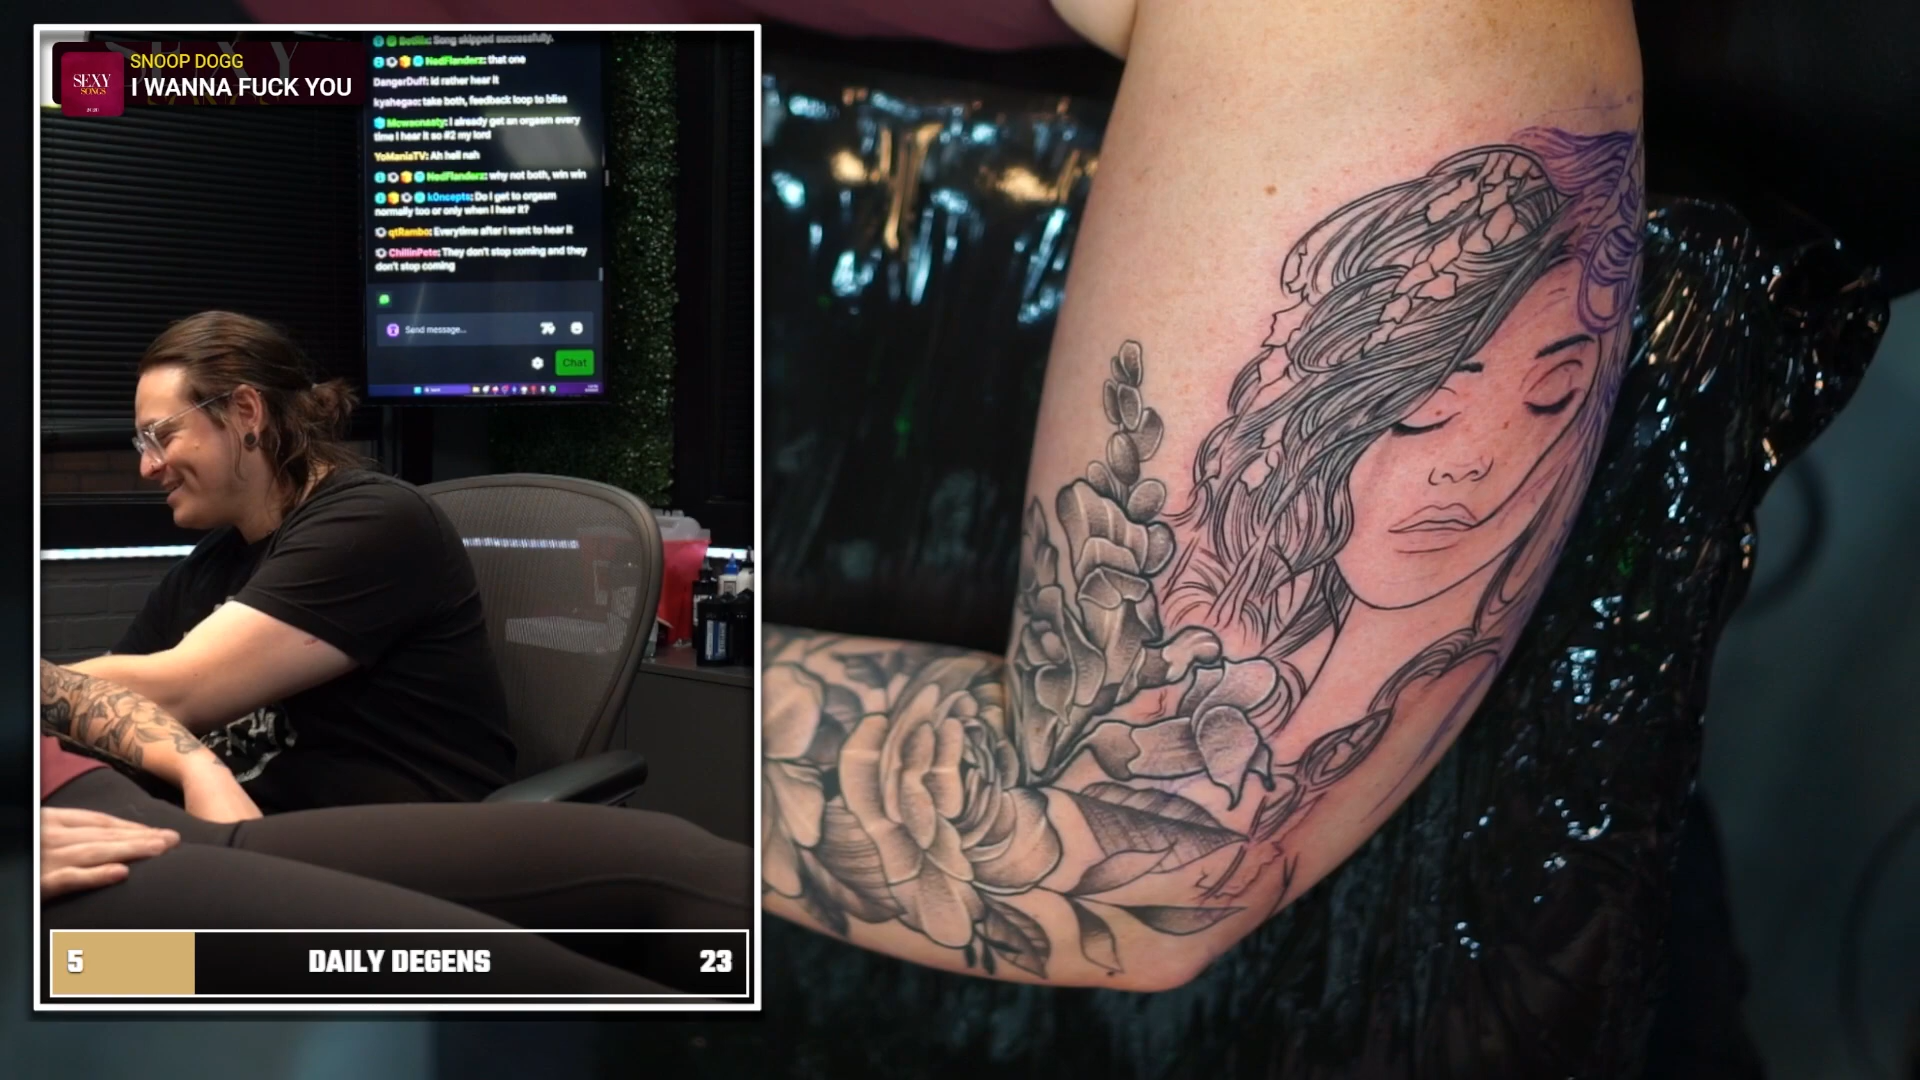 SNOOP DOGG
I WANNA FUCK YOU
SEXY
SONGS
BotRix: Song skipped successfully.
NedFlanderz: that one
DangerDuff: id rather hear it
kyahegao: take both, feedback loop to bliss
Mcweenasty: I already get an orgasm every
time I hear it so #2 my lord
YoManiaTV: Ah hell nah
NedFlanderz: why not both, win win
k0ncepts: Do I get to orgasm
normally too or only when I hear it?
qtRambo: Everytime after I want to hear it
ChillinPete: They don't stop coming and they
don't stop coming
Send message...
Chat
5 DAILY DEGENS 23